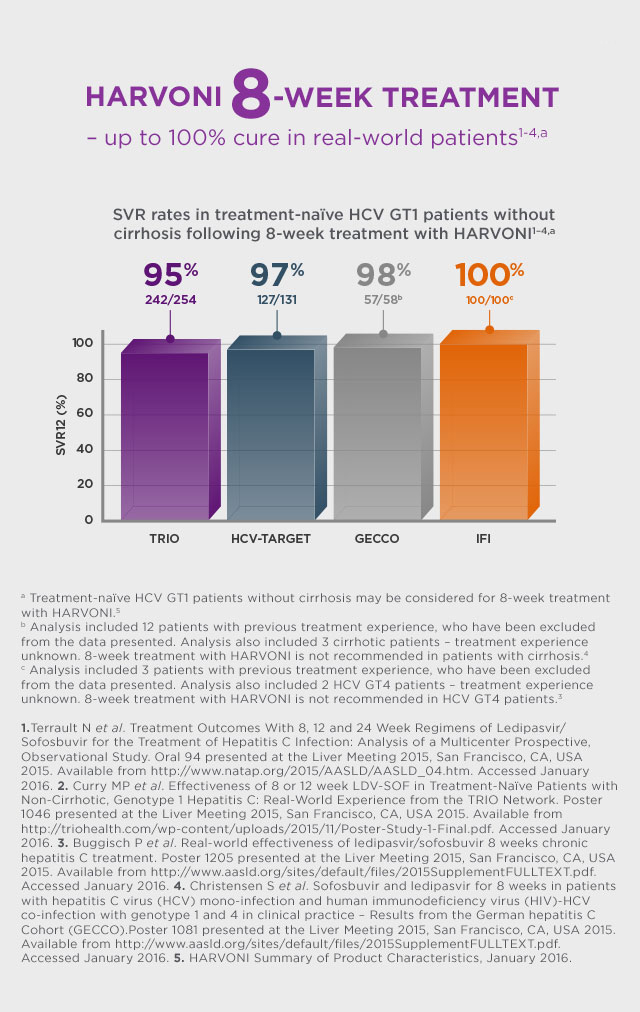 HARVONI 8-WEEK TREATMENT
– up to 100% cure in real-world patients1-4,a
SVR rates in treatment-naïve HCV GT1 patients without
cirrhosis following 8-week treatment with HARVONI1–4,a
95% 97% 98% 100%
242/254 127/131 57/58b 100/100c
SVR12 (%)
100
80
60
40
20
0
TRIO HCV-TARGET GECCO IFI
a Treatment-naïve HCV GT1 patients without cirrhosis may be considered for 8-week treatment
with HARVONI.5
b Analysis included 12 patients with previous treatment experience, who have been excluded
from the data presented. Analysis also included 3 cirrhotic patients – treatment experience
unknown. 8-week treatment with HARVONI is not recommended in patients with cirrhosis.4
c Analysis included 3 patients with previous treatment experience, who have been excluded
from the data presented. Analysis also included 2 HCV GT4 patients – treatment experience
unknown. 8-week treatment with HARVONI is not recommended in HCV GT4 patients.3
1.Terrault N et al. Treatment Outcomes With 8, 12 and 24 Week Regimens of Ledipasvir/
Sofosbuvir for the Treatment of Hepatitis C Infection: Analysis of a Multicenter Prospective,
Observational Study. Oral 94 presented at the Liver Meeting 2015, San Francisco, CA, USA
2015. Available from http://www.natap.org/2015/AASLD/AASLD_04.htm. Accessed January
2016. 2. Curry MP et al. Effectiveness of 8 or 12 week LDV-SOF in Treatment-Naïve Patients with
Non-Cirrhotic, Genotype 1 Hepatitis C: Real-World Experience from the TRIO Network. Poster
1046 presented at the Liver Meeting 2015, San Francisco, CA, USA 2015. Available from
http://triohealth.com/wp-content/uploads/2015/11/Poster-Study-1-Final.pdf. Accessed January
2016. 3. Buggisch P et al. Real-world effectiveness of ledipasvir/sofosbuvir 8 weeks chronic
hepatitis C treatment. Poster 1205 presented at the Liver Meeting 2015, San Francisco, CA, USA
2015. Available from http://www.aasld.org/sites/default/files/2015SupplementFULLTEXT.pdf.
Accessed January 2016. 4. Christensen S et al. Sofosbuvir and ledipasvir for 8 weeks in patients
with hepatitis C virus (HCV) mono-infection and human immunodeficiency virus (HIV)-HCV
co-infection with genotype 1 and 4 in clinical practice – Results from the German hepatitis C
Cohort (GECCO).Poster 1081 presented at the Liver Meeting 2015, San Francisco, CA, USA 2015.
Available from http://www.aasld.org/sites/default/files/2015SupplementFULLTEXT.pdf.
Accessed January 2016. 5. HARVONI Summary of Product Characteristics, January 2016.